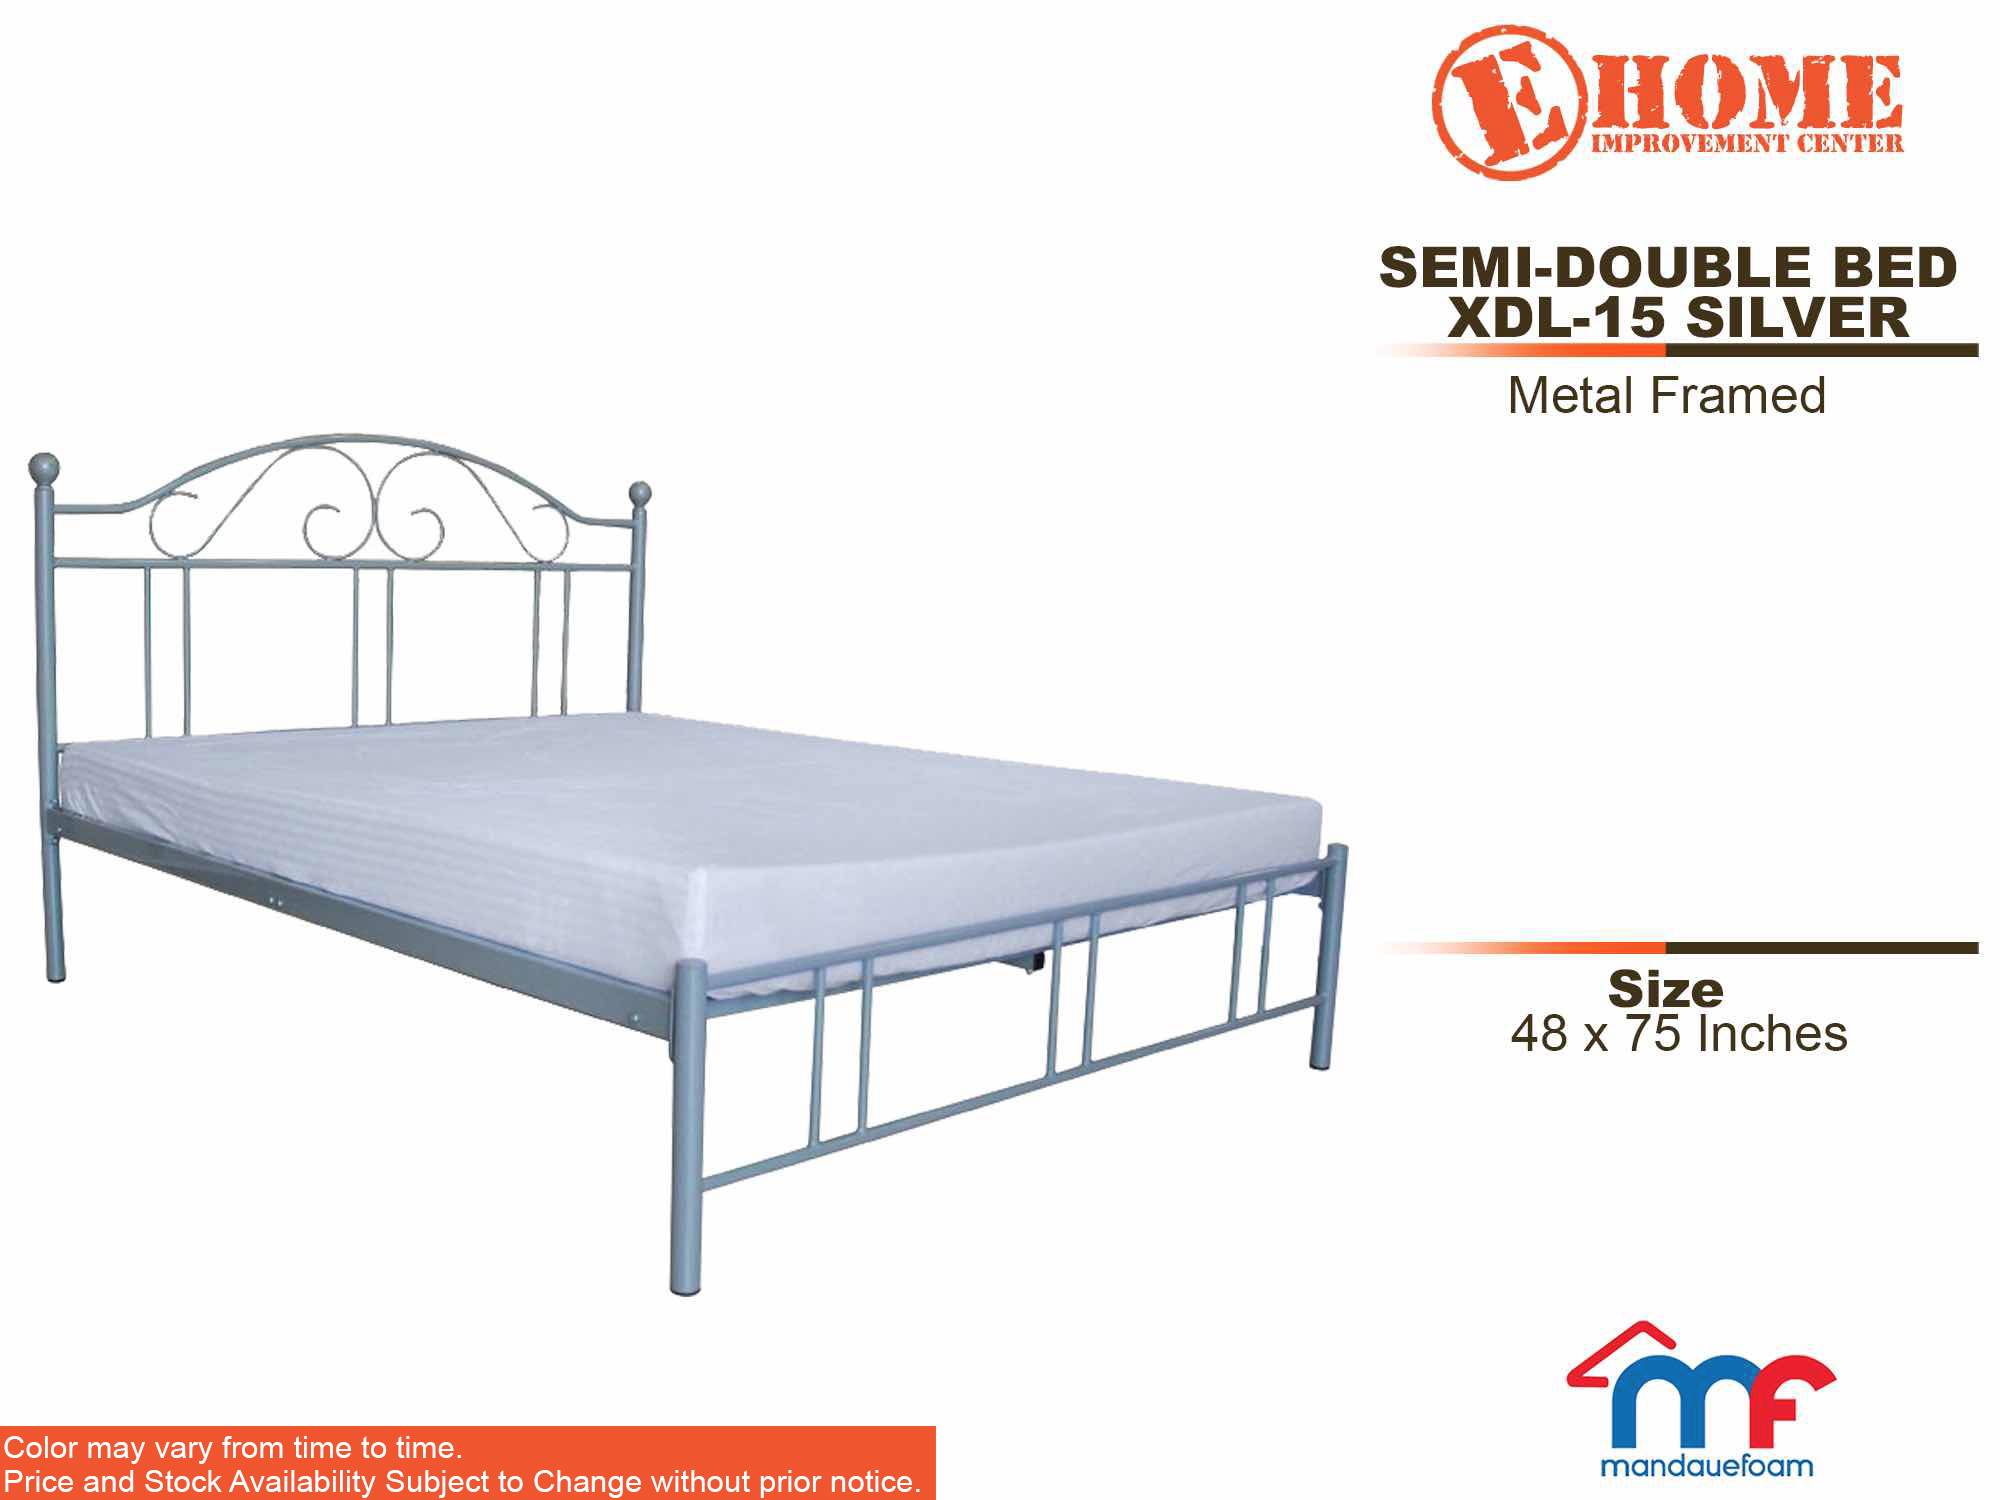 E HOME
IMPROVEMENT CENTER
SEMI-DOUBLE BED
XDL-15 SILVER
Metal Framed
Size
48 x 75 Inches
mf
mandauefoam
Color may vary from time to time.
Price and Stock Availability Subject to Change without prior notice.